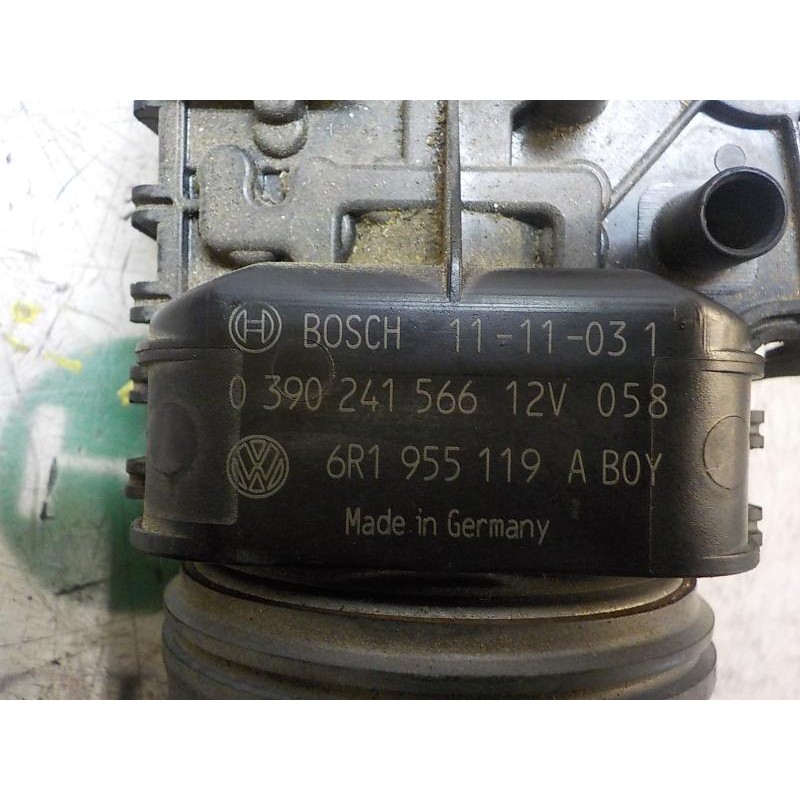 BOSCH 11-11-03 1
0 390 241 566 12V 058
6R1 955 119 A B0Y
Made in Germany